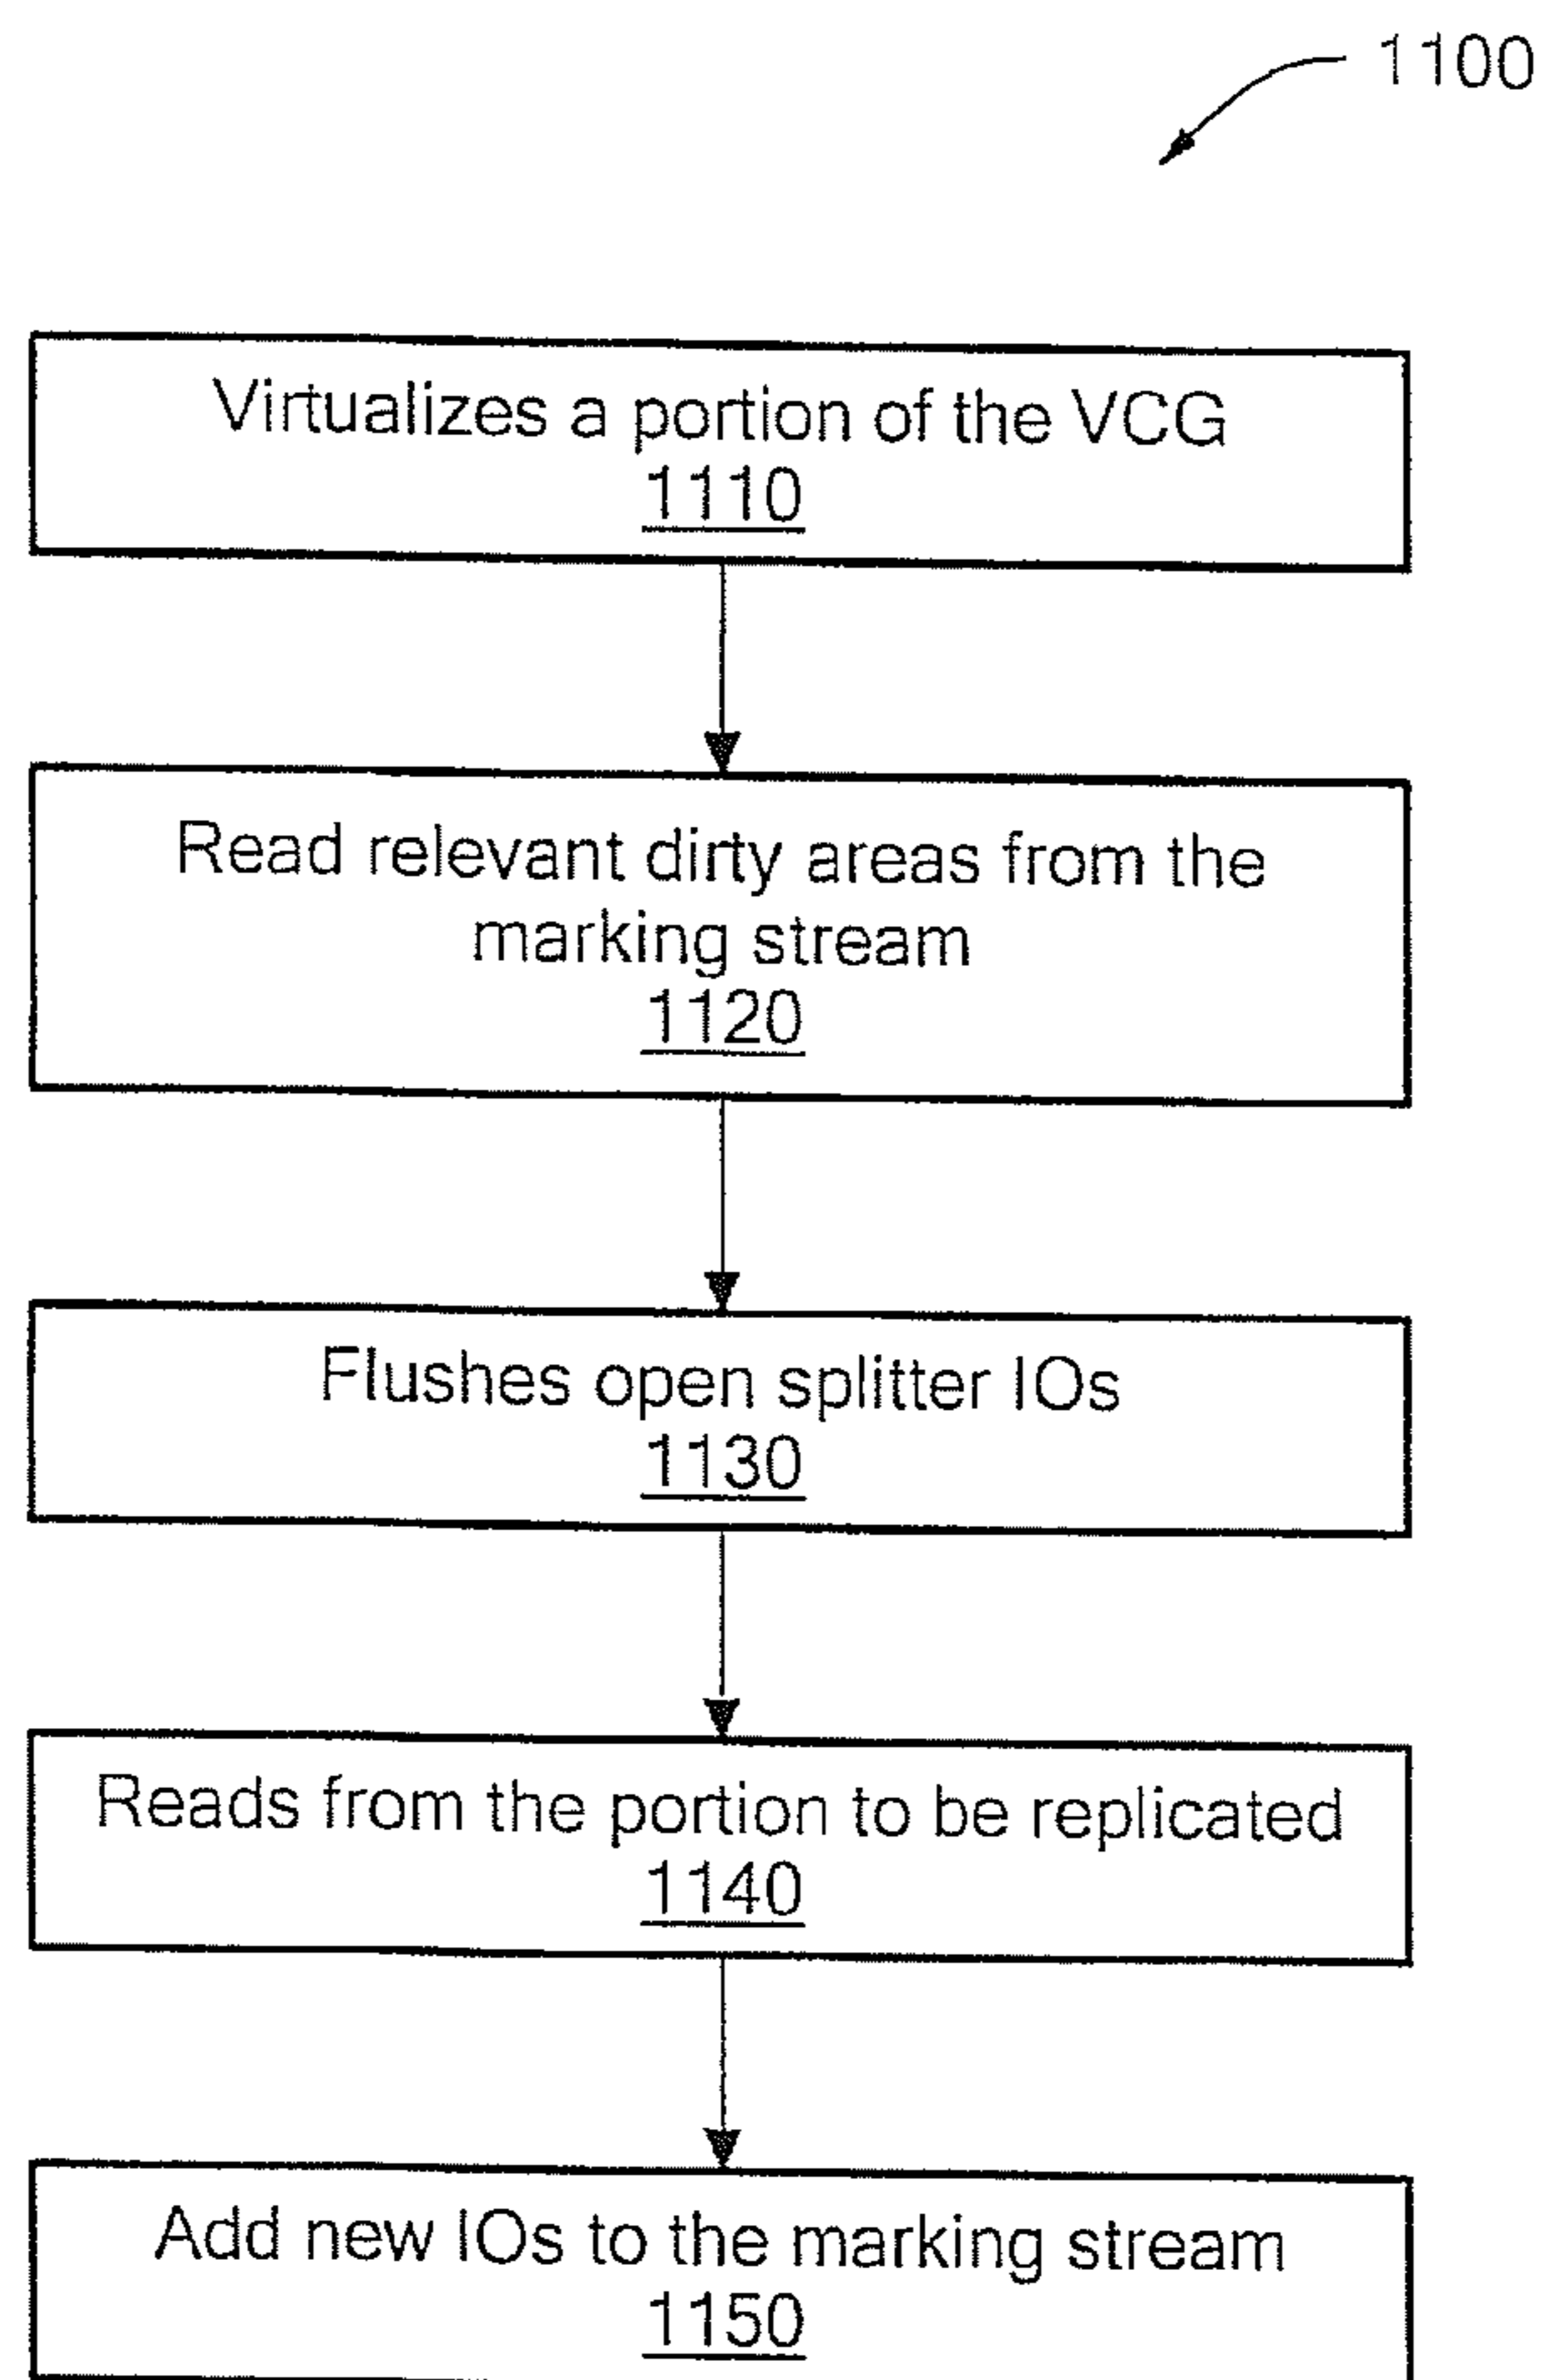 1100
Virtualizes a portion of the VCG
1110
Read relevant dirty areas from the
marking stream
1120
Flushes open splitter IOs
1130
Reads from the portion to be replicated
1140
Add new IOs to the marking stream
1150